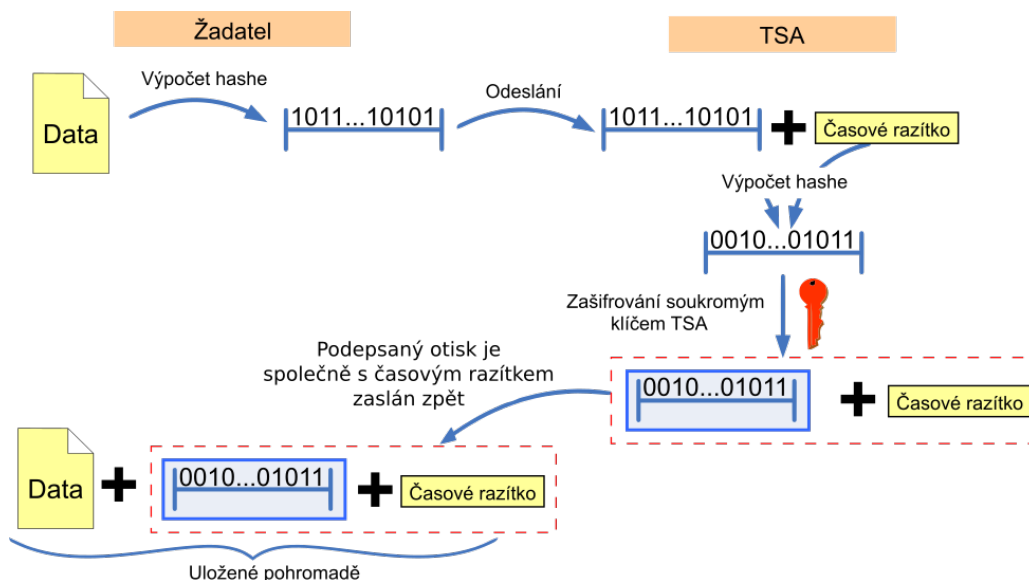 Žadatel
TSA
Výpočet hashe
Data
1011...10101
Odeslání
1011...10101
Časové razítko
Výpočet hashe
0010...01011
Zašifrování soukromým
klíčem TSA
Podepsaný otisk je
společně s časovým razítkem
zaslán zpět
0010...01011
Časové razítko
Data
0010...01011
Časové razítko
Uložené pohromadě